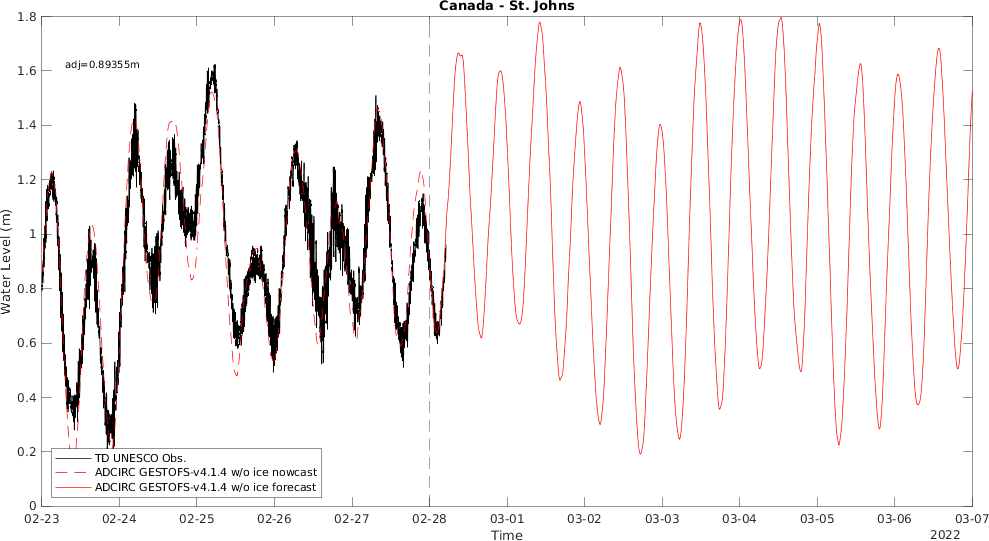 Canada - St. Johns
adj=0.89355m
1.8
1.6
1.4
1.2
1
0.8
0.6
0.4
0.2
0
Water Level (m)
TD UNESCO Obs.
ADCIRC GESTOFS-v4.1.4 w/o ice nowcast
ADCIRC GESTOFS-v4.1.4 w/o ice forecast
02-23 02-24 02-25 02-26 02-27 02-28 03-01 03-02 03-03 03-04 03-05 03-06 03-07
Time
2022